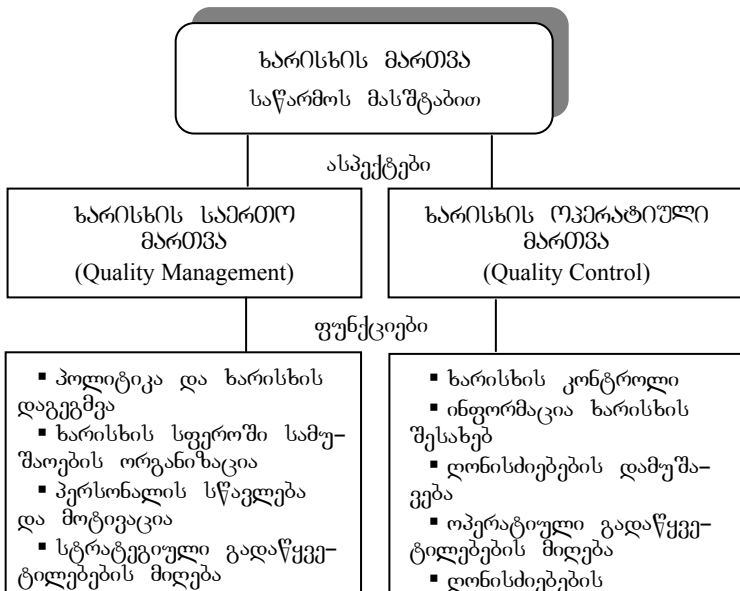 ხარისხის მართვა
საწარმოს მასშტაბით
ასპექტები
ხარისხის საერთო
მართვა
(Quality Management)
ხარისხის ოპერატიული
მართვა
(Quality Control)
ფუნქციები
▪ პოლიტიკა და ხარისხის
დაგეგმვა
▪ ხარისხის სფეროში სამუ–
შაოების ორგანიზაცია
▪ პერსონალის სწავლება
და მოტივაცია
▪ სტრატეგიული გადაწყვე–
ტილებების მიღება
▪ ხარისხის კონტროლი
▪ ინფორმაცია ხარისხის
შესახებ
▪ ღონისძიებების დამუშა–
ვება
▪ ოპერატიული გადაწყვე–
ტილებების მიღება
▪ ღონისძიებების